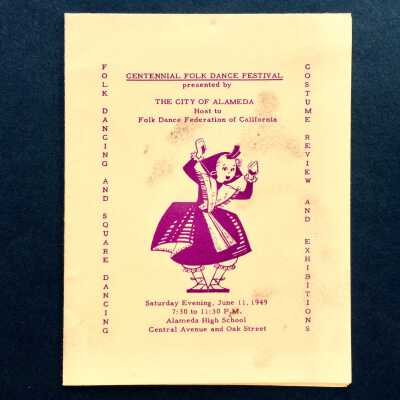 CENTENNIAL FOLK DANCE FESTIVAL
presented by
THE CITY OF ALAMEDA
Host to
Folk Dance Federation of California
FOLK DANCING AND SQUARE DANCING
COSTUME REVIEW AND EXHIBITIONS
Saturday Evening, June 11, 1949
7:30 to 11:30 P.M.
Alameda High School
Central Avenue and Oak Street